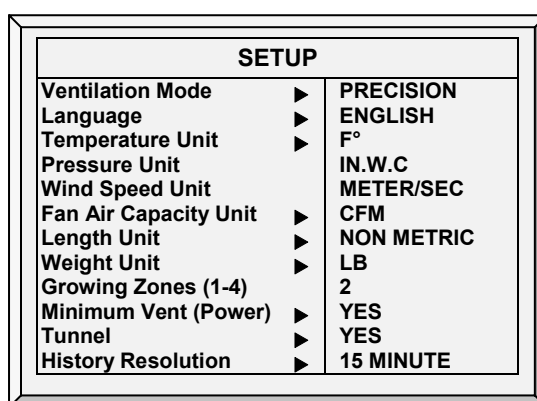 SETUP
Ventilation Mode ▶ PRECISION
Language ▶ ENGLISH
Temperature Unit ▶ F°
Pressure Unit IN.W.C
Wind Speed Unit METER/SEC
Fan Air Capacity Unit ▶ CFM
Length Unit ▶ NON METRIC
Weight Unit ▶ LB
Growing Zones (1-4) 2
Minimum Vent (Power) ▶ YES
Tunnel ▶ YES
History Resolution ▶ 15 MINUTE